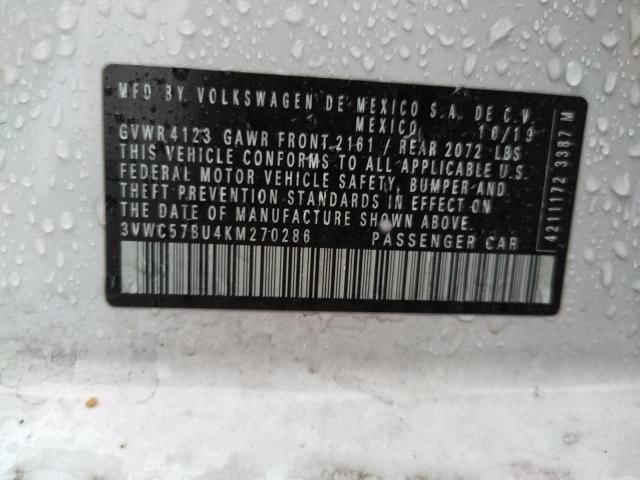 MFD BY VOLKSWAGEN DE MEXICO S.A. DE C.V.
MEXICO 10/19
GVWR 4123 GAWR FRONT 2161 / REAR 2072 LBS
THIS VEHICLE CONFORMS TO ALL APPLICABLE U.S.
FEDERAL MOTOR VEHICLE SAFETY, BUMPER AND
THEFT PREVENTION STANDARDS IN EFFECT ON
THE DATE OF MANUFACTURE SHOWN ABOVE.
3VWC57BU4KM270286 PASSENGER CAR
42111172 3387 M